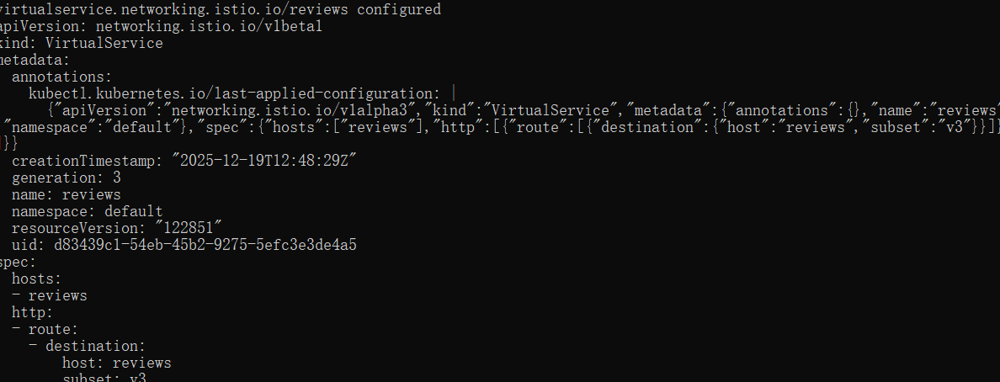 virtualservice.networking.istio.io/reviews configured
apiVersion: networking.istio.io/v1beta1
kind: VirtualService
metadata:
  annotations:
    kubectl.kubernetes.io/last-applied-configuration: |
      {"apiVersion":"networking.istio.io/v1alpha3","kind":"VirtualService","metadata":{"annotations":{},"name":"reviews"
,"namespace":"default"},"spec":{"hosts":["reviews"],"http":[{"route":[{"destination":{"host":"reviews","subset":"v3"}}]}
]}}
  creationTimestamp: "2025-12-19T12:48:29Z"
  generation: 3
  name: reviews
  namespace: default
  resourceVersion: "122851"
  uid: d83439c1-54eb-45b2-9275-5efc3e3de4a5
spec:
  hosts:
  - reviews
  http:
  - route:
    - destination:
        host: reviews
        subset: v3